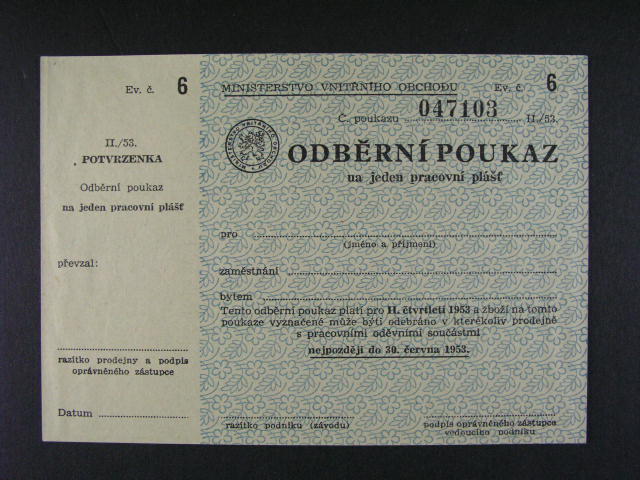 Ev. č. 6
II./53.
POTVRZENKA
Odběrní poukaz
na jeden pracovní plášť
převzal:
razítko prodejny a podpis
oprávněného zástupce
Datum
MINISTERSTVO VNITŘNÍHO OBCHODU Ev. č. 6
Č. poukazu 047103 II./53.
ODBĚRNÍ POUKAZ
na jeden pracovní plášť
pro
(jméno a příjmení)
zaměstnání
bytem
Tento odběrní poukaz platí pro II. čtvrtletí 1953 a zboží na tomto
poukaze vyznačené může býti odebráno v kterékoliv prodejně
s pracovními oděvními součástmi
nejpozději do 30. června 1953.
razítko podniku (závodu)
podpis oprávněného zástupce
vedoucího podniku